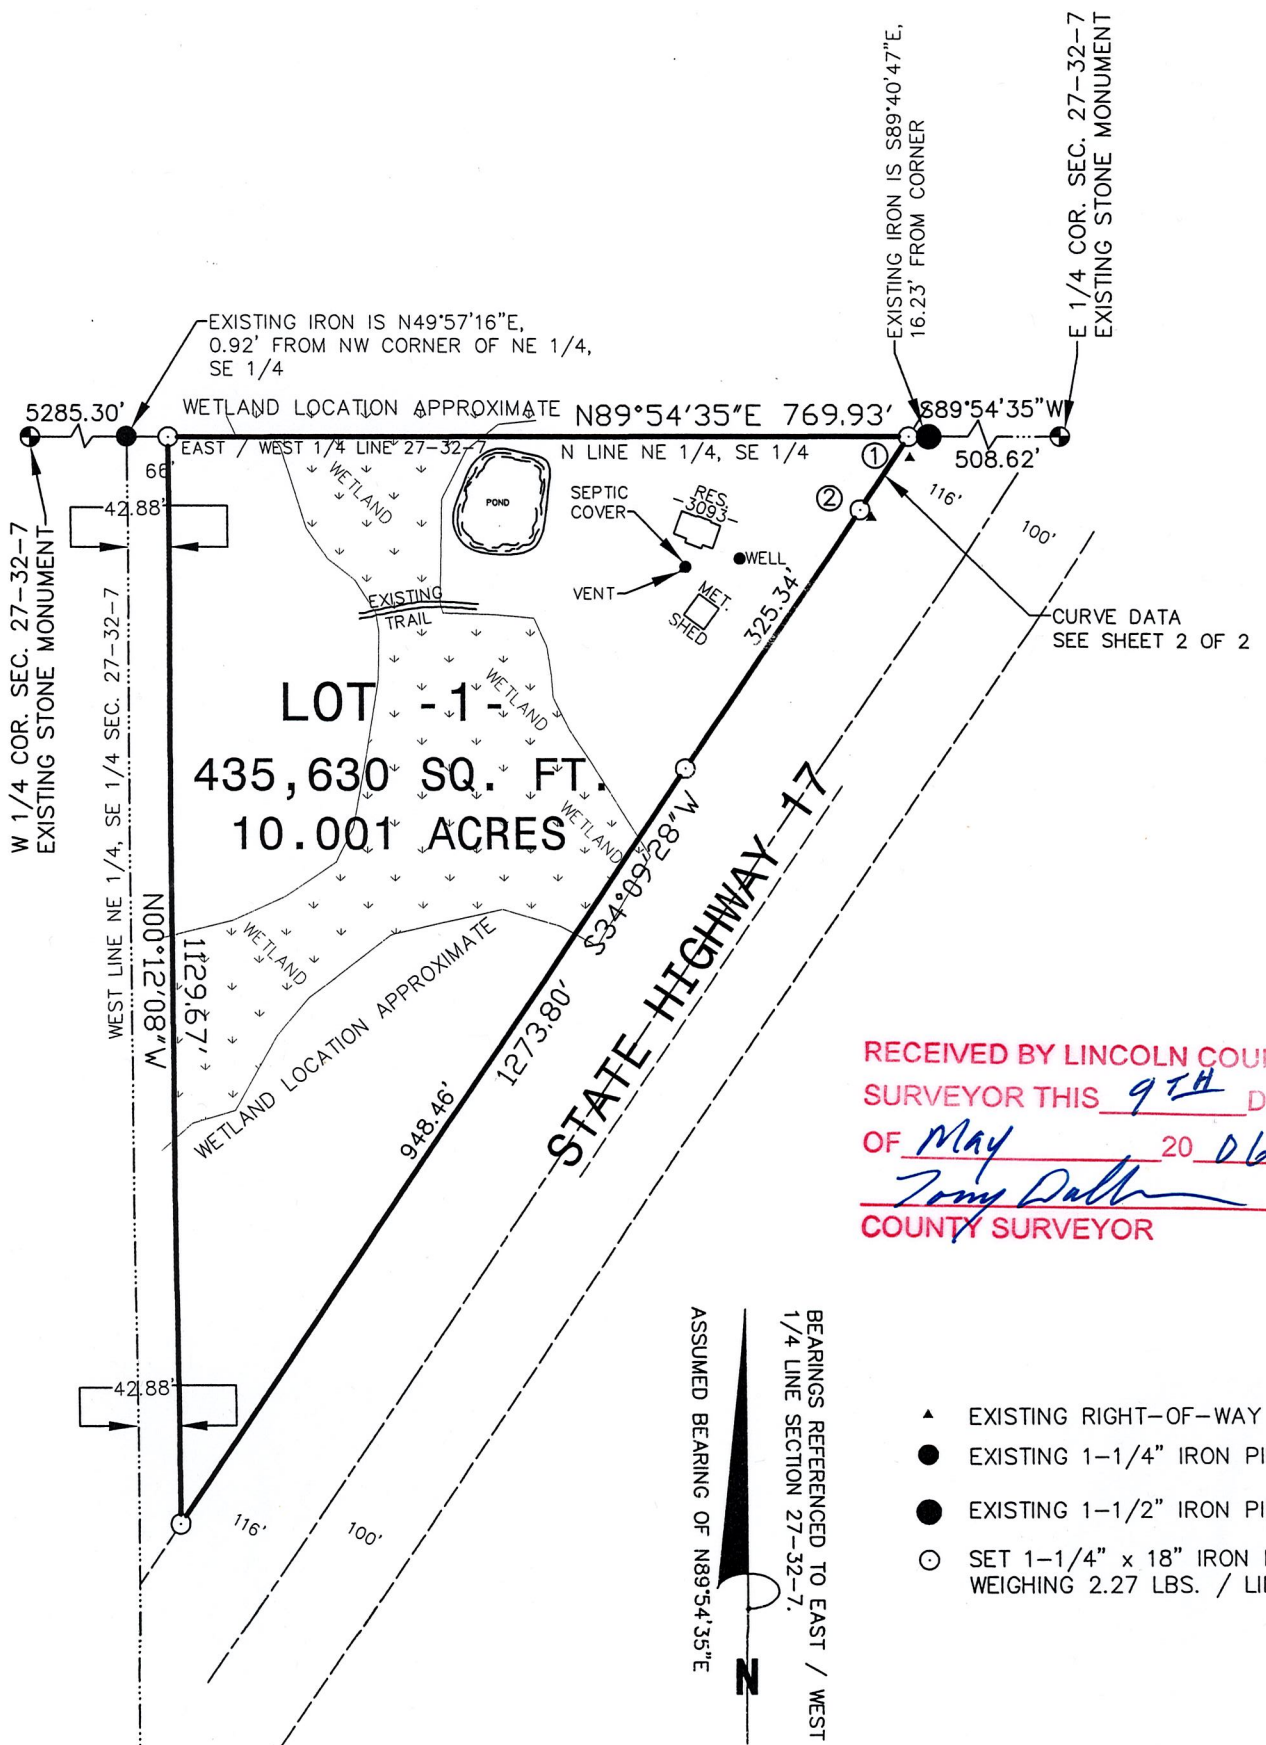 EXISTING IRON IS S89°40'47"E,
16.23' FROM CORNER
E 1/4 COR. SEC. 27-32-7
EXISTING STONE MONUMENT
EXISTING IRON IS N49°57'16"E,
0.92' FROM NW CORNER OF NE 1/4,
SE 1/4
5285.30'
WETLAND LOCATION APPROXIMATE
N89°54'35"E 769.93'
S89°54'35"W
EAST / WEST 1/4 LINE 27-32-7
N LINE NE 1/4, SE 1/4
508.62'
66'
42.88'
W 1/4 COR. SEC. 27-32-7
EXISTING STONE MONUMENT
WEST LINE NE 1/4, SE 1/4 SEC. 27-32-7
WETLAND
POND
SEPTIC
COVER
RES.
-3093-
1
2
116'
100'
WELL
VENT
MET.
SHED
EXISTING
TRAIL
325.34'
CURVE DATA
SEE SHEET 2 OF 2
LOT -1-
435,630 SQ. FT.
10.001 ACRES
WETLAND
WETLAND
S34°09'28"W
STATE HIGHWAY 17
N00°12'08"W
1129.67'
WETLAND
WETLAND LOCATION APPROXIMATE
1273.80'
948.46'
RECEIVED BY LINCOLN COU
SURVEYOR THIS 9TH D
OF May 20 06
COUNTY SURVEYOR
42.88'
116'
100'
BEARINGS REFERENCED TO EAST / WEST
1/4 LINE SECTION 27-32-7.
ASSUMED BEARING OF N89°54'35"E
N
EXISTING RIGHT-OF-WAY
EXISTING 1-1/4" IRON PI
EXISTING 1-1/2" IRON PI
SET 1-1/4" x 18" IRON
WEIGHING 2.27 LBS. / LI